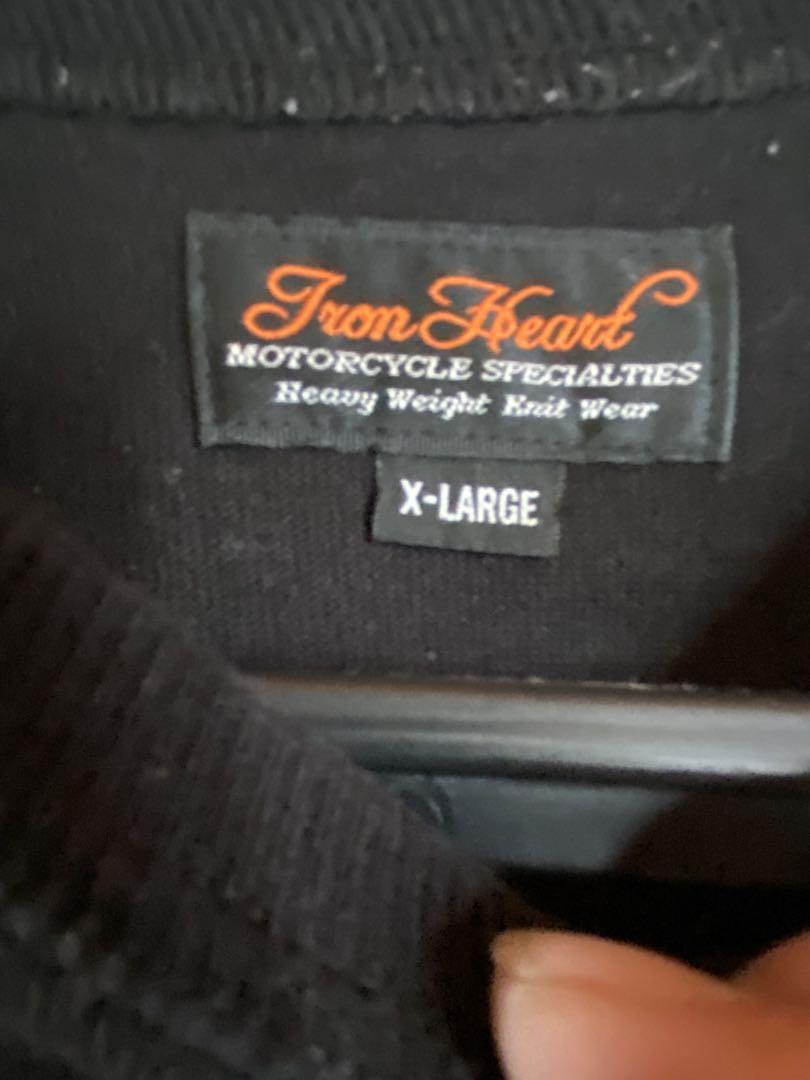 Iron Heart
MOTORCYCLE SPECIALTIES
Heavy Weight Knit Wear
X-LARGE